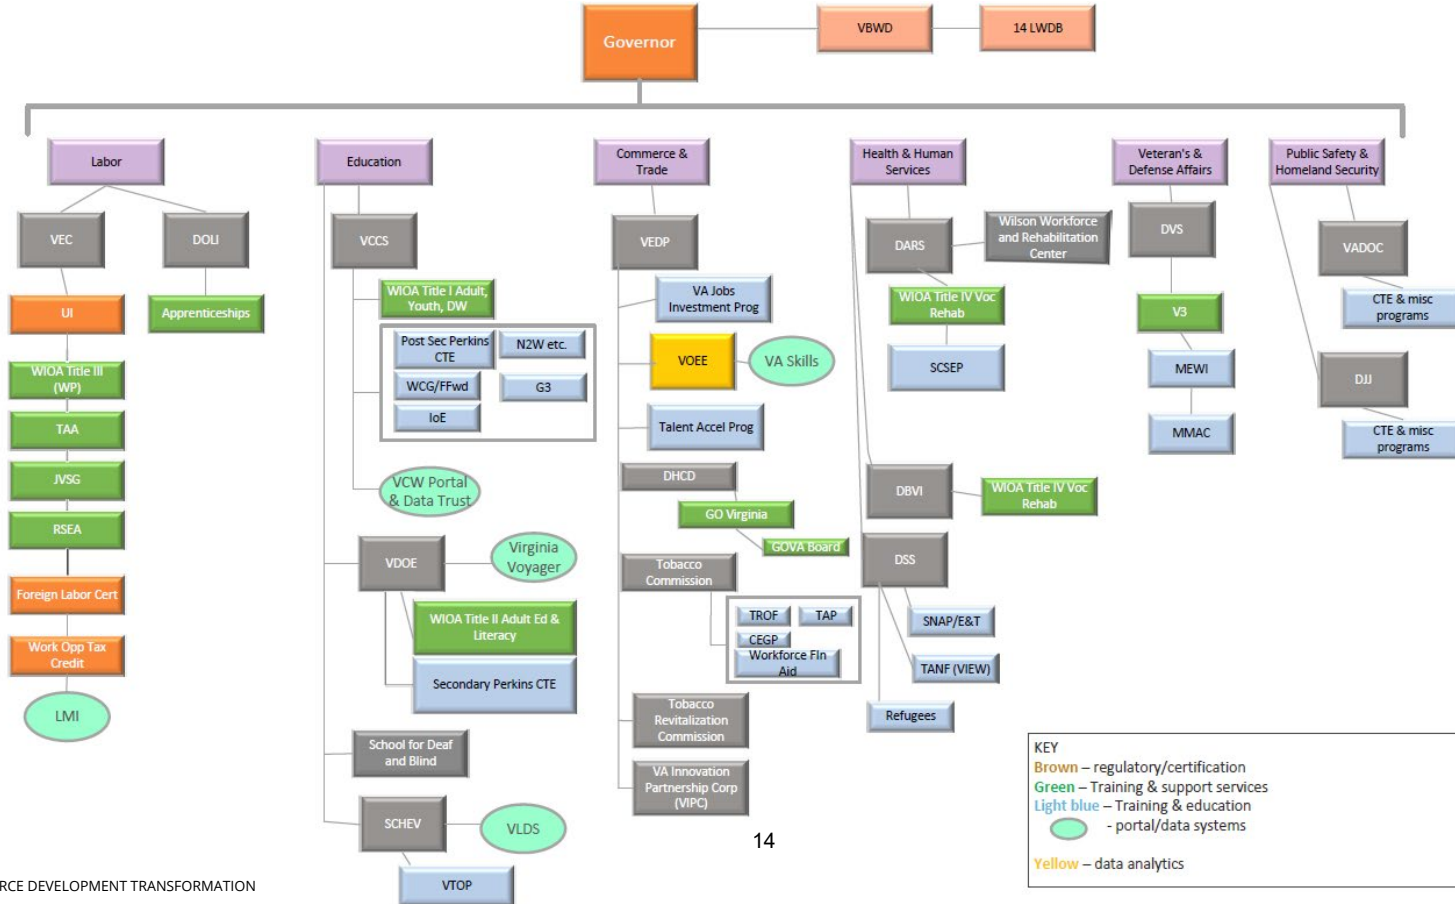 Governor
VBWD
14 LWDB
Labor
Education
Commerce &
Trade
Health & Human
Services
Veteran's &
Defense Affairs
Public Safety &
Homeland Security
VEC
DOLI
UI
Apprenticeships
WIOA Title III
(WP)
TAA
JVSG
RSEA
Foreign Labor Cert
Work Opp Tax
Credit
LMI
VCCS
WIOA Title I Adult,
Youth, DW
Post Sec Perkins
CTE
N2W etc.
WCG/FFwd
G3
IoE
VCW Portal
& Data Trust
VDOE
Virginia
Voyager
WIOA Title II Adult Ed &
Literacy
Secondary Perkins CTE
School for Deaf
and Blind
SCHEV
VLDS
VTOP
VEDP
VA Jobs
Investment Prog
VOEE
VA Skills
Talent Accel Prog
DHCD
GO Virginia
GOVA Board
Tobacco
Commission
TROF
TAP
CEGP
Workforce FIn
Aid
Tobacco
Revitalization
Commission
VA Innovation
Partnership Corp
(VIPC)
DARS
Wilson Workforce
and Rehabilitation
Center
WIOA Title IV Voc
Rehab
SCSEP
DBVI
WIOA Title IV Voc
Rehab
DSS
SNAP/E&T
TANF (VIEW)
Refugees
DVS
V3
MEWI
MMAC
VADOC
CTE & misc
programs
DJJ
CTE & misc
programs
KEY
Brown – regulatory/certification
Green – Training & support services
Light blue – Training & education
- portal/data systems
Yellow – data analytics
14
RCE DEVELOPMENT TRANSFORMATION